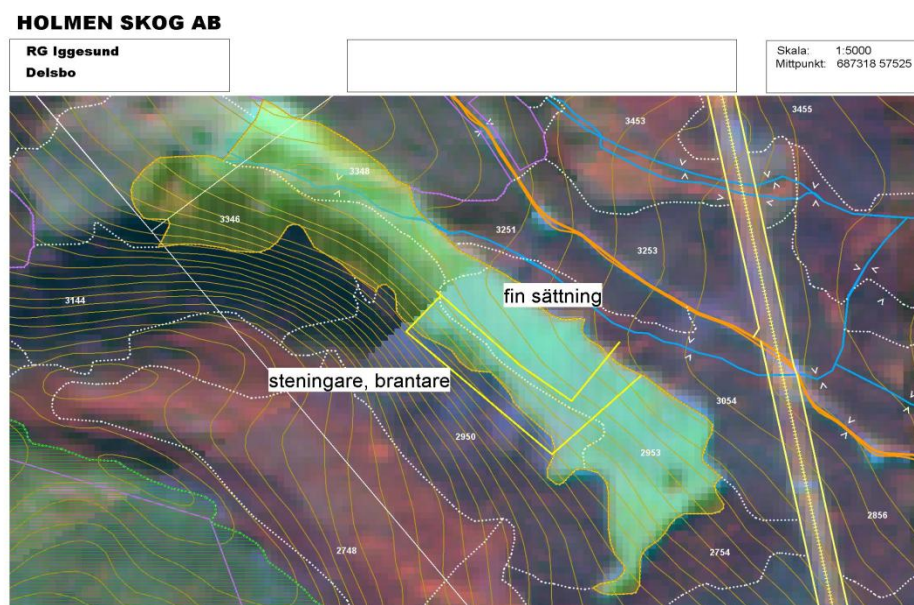 HOLMEN SKOG AB
RG Iggesund
Delsbo
Skala: 1:5000
Mittpunkt: 687318 57525
3455
3453
3348
3346
3251
3253
3144
fin sättning
steningare, brantare
3054
2950
2953
2856
2748
2754